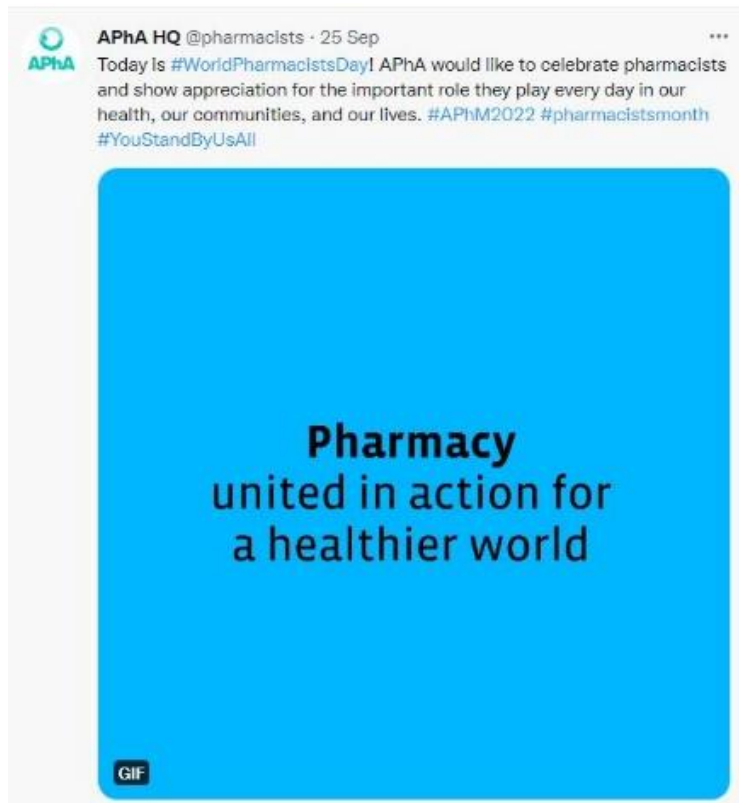 APhA HQ @pharmacists · 25 Sep
APhA
Today is #WorldPharmacistsDay! APhA would like to celebrate pharmacists
and show appreciation for the important role they play every day in our
health, our communities, and our lives. #APhM2022 #pharmacistsmonth
#YouStandByUsAll
Pharmacy
united in action for
a healthier world
GIF